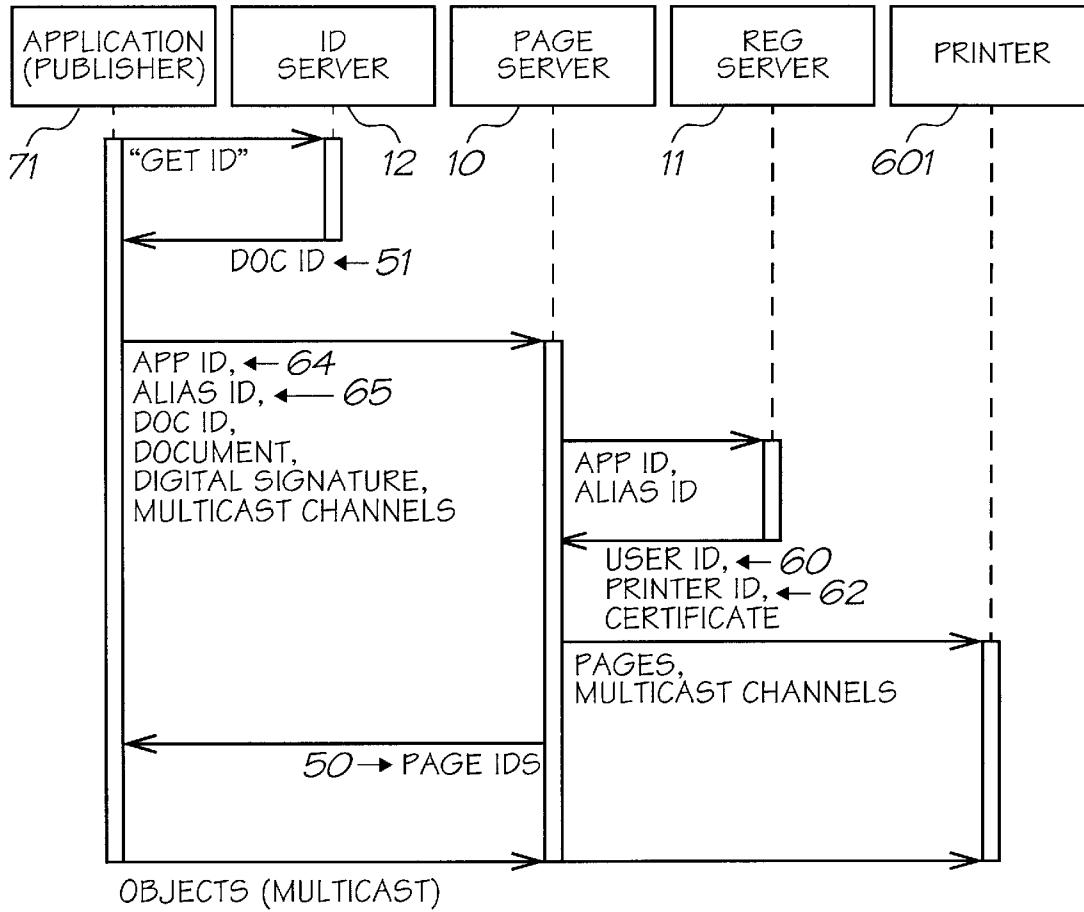 APPLICATION
(PUBLISHER)
ID
SERVER
PAGE
SERVER
REG
SERVER
PRINTER
71
12
10
11
601
“GET ID”
DOC ID ← 51
APP ID, ← 64
ALIAS ID, ← 65
DOC ID,
DOCUMENT,
DIGITAL SIGNATURE,
MULTICAST CHANNELS
APP ID,
ALIAS ID
USER ID, ← 60
PRINTER ID, ← 62
CERTIFICATE
PAGES,
MULTICAST CHANNELS
50 → PAGE IDS
OBJECTS (MULTICAST)